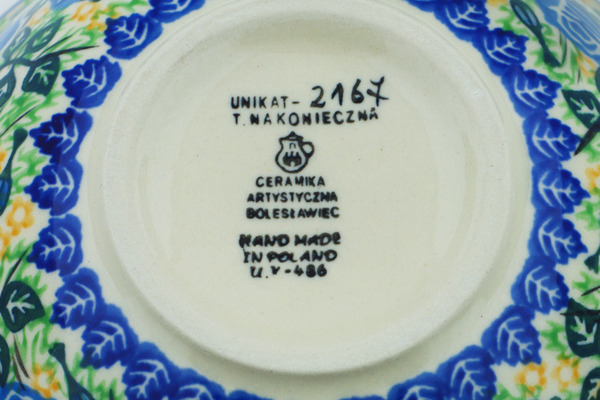 UNIKAT- 2167
T. NAKONIECZNA
CERAMIKA
ARTYSTYCZNA
BOLESŁAWIEC
HAND MADE
IN POLAND
U.Y-486